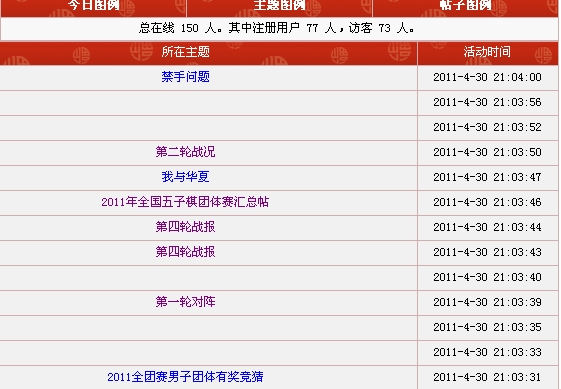 今日图例 主题图例 帖子图例
总在线 150 人。其中注册用户 77 人，访客 73 人。
所在主题 活动时间
禁手问题 2011-4-30 21:04:00
2011-4-30 21:03:56
2011-4-30 21:03:52
第二轮战况 2011-4-30 21:03:50
我与华夏 2011-4-30 21:03:47
2011年全国五子棋团体赛汇总帖 2011-4-30 21:03:46
第四轮战报 2011-4-30 21:03:44
第四轮战报 2011-4-30 21:03:43
2011-4-30 21:03:40
第一轮对阵 2011-4-30 21:03:39
2011-4-30 21:03:35
2011-4-30 21:03:33
2011全团赛男子团体有奖竞猜 2011-4-30 21:03:31